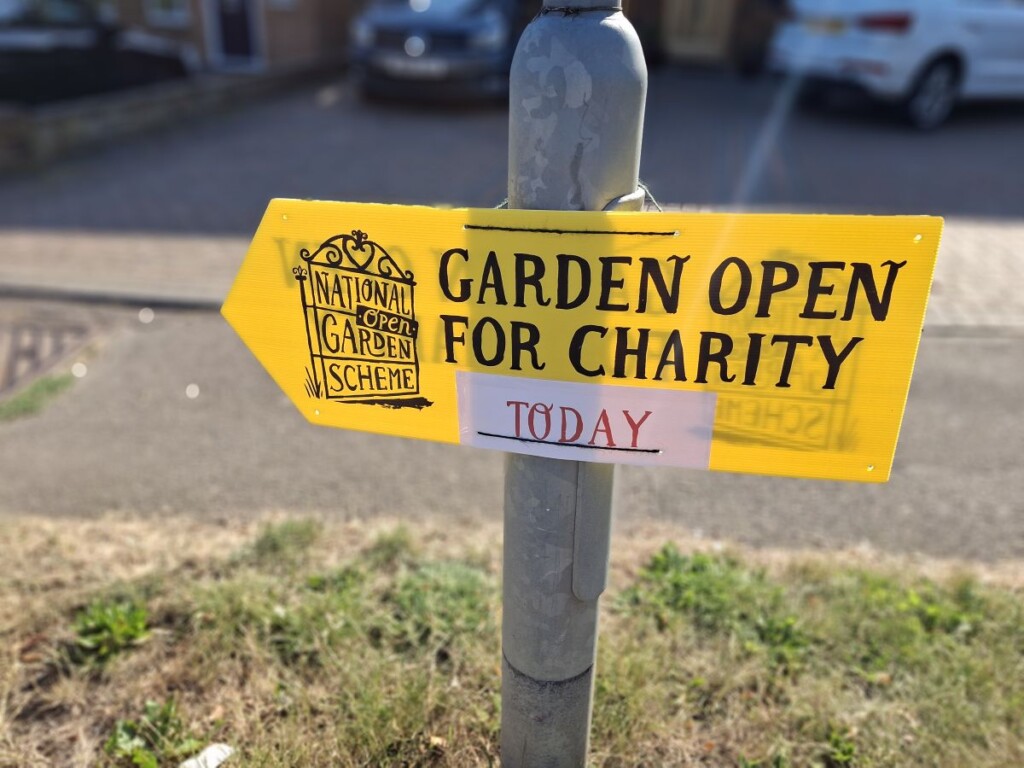 NATIONAL
OPEN
GARDEN
SCHEME
GARDEN OPEN
FOR CHARITY
TODAY